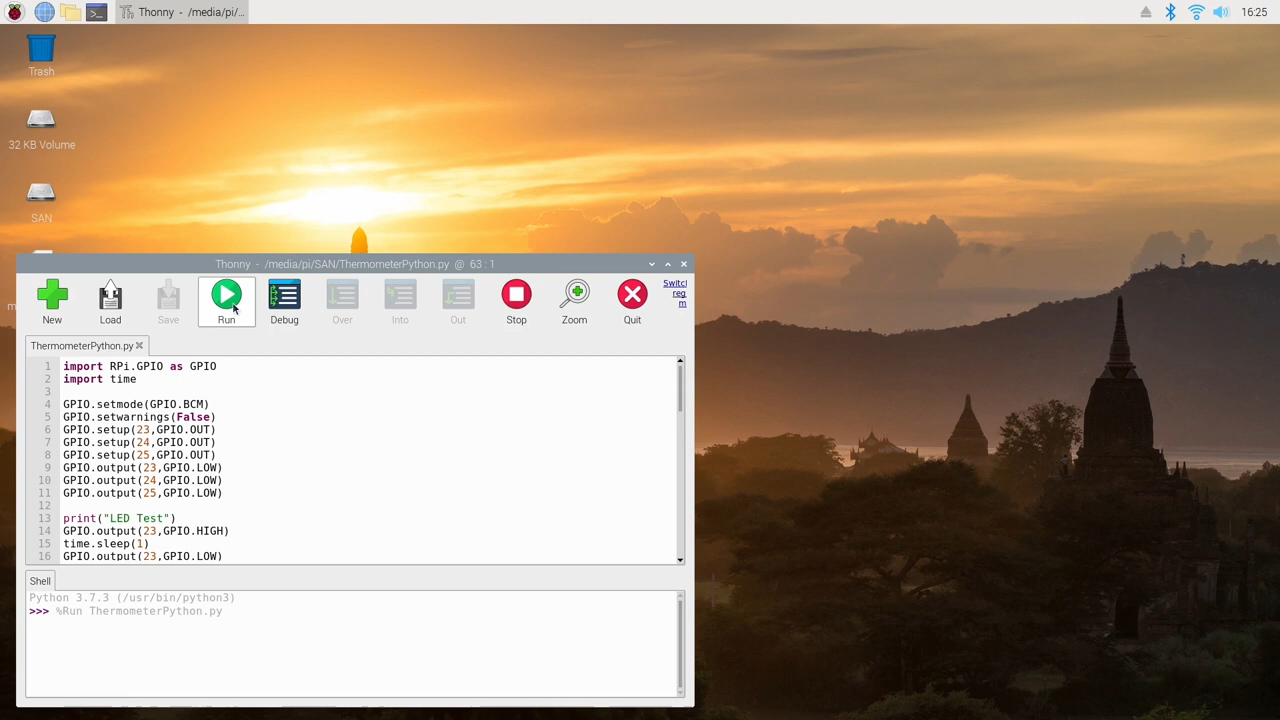 Thonny - /media/pi/...
16:25
Trash
32 KB Volume
SAN
m
Thonny - /media/pi/SAN/ThermometerPython.py @ 63 : 1
New
Load
Save
Run
Debug
Over
Into
Out
Stop
Zoom
Quit
Switcl
reg
m
ThermometerPython.py
1 import RPi.GPIO as GPIO
2 import time
3
4 GPIO.setmode(GPIO.BCM)
5 GPIO.setwarnings(False)
6 GPIO.setup(23,GPIO.OUT)
7 GPIO.setup(24,GPIO.OUT)
8 GPIO.setup(25,GPIO.OUT)
9 GPIO.output(23,GPIO.LOW)
10 GPIO.output(24,GPIO.LOW)
11 GPIO.output(25,GPIO.LOW)
12
13 print("LED Test")
14 GPIO.output(23,GPIO.HIGH)
15 time.sleep(1)
16 GPIO.output(23,GPIO.LOW)
Shell
Python 3.7.3 (/usr/bin/python3)
>>> %Run ThermometerPython.py